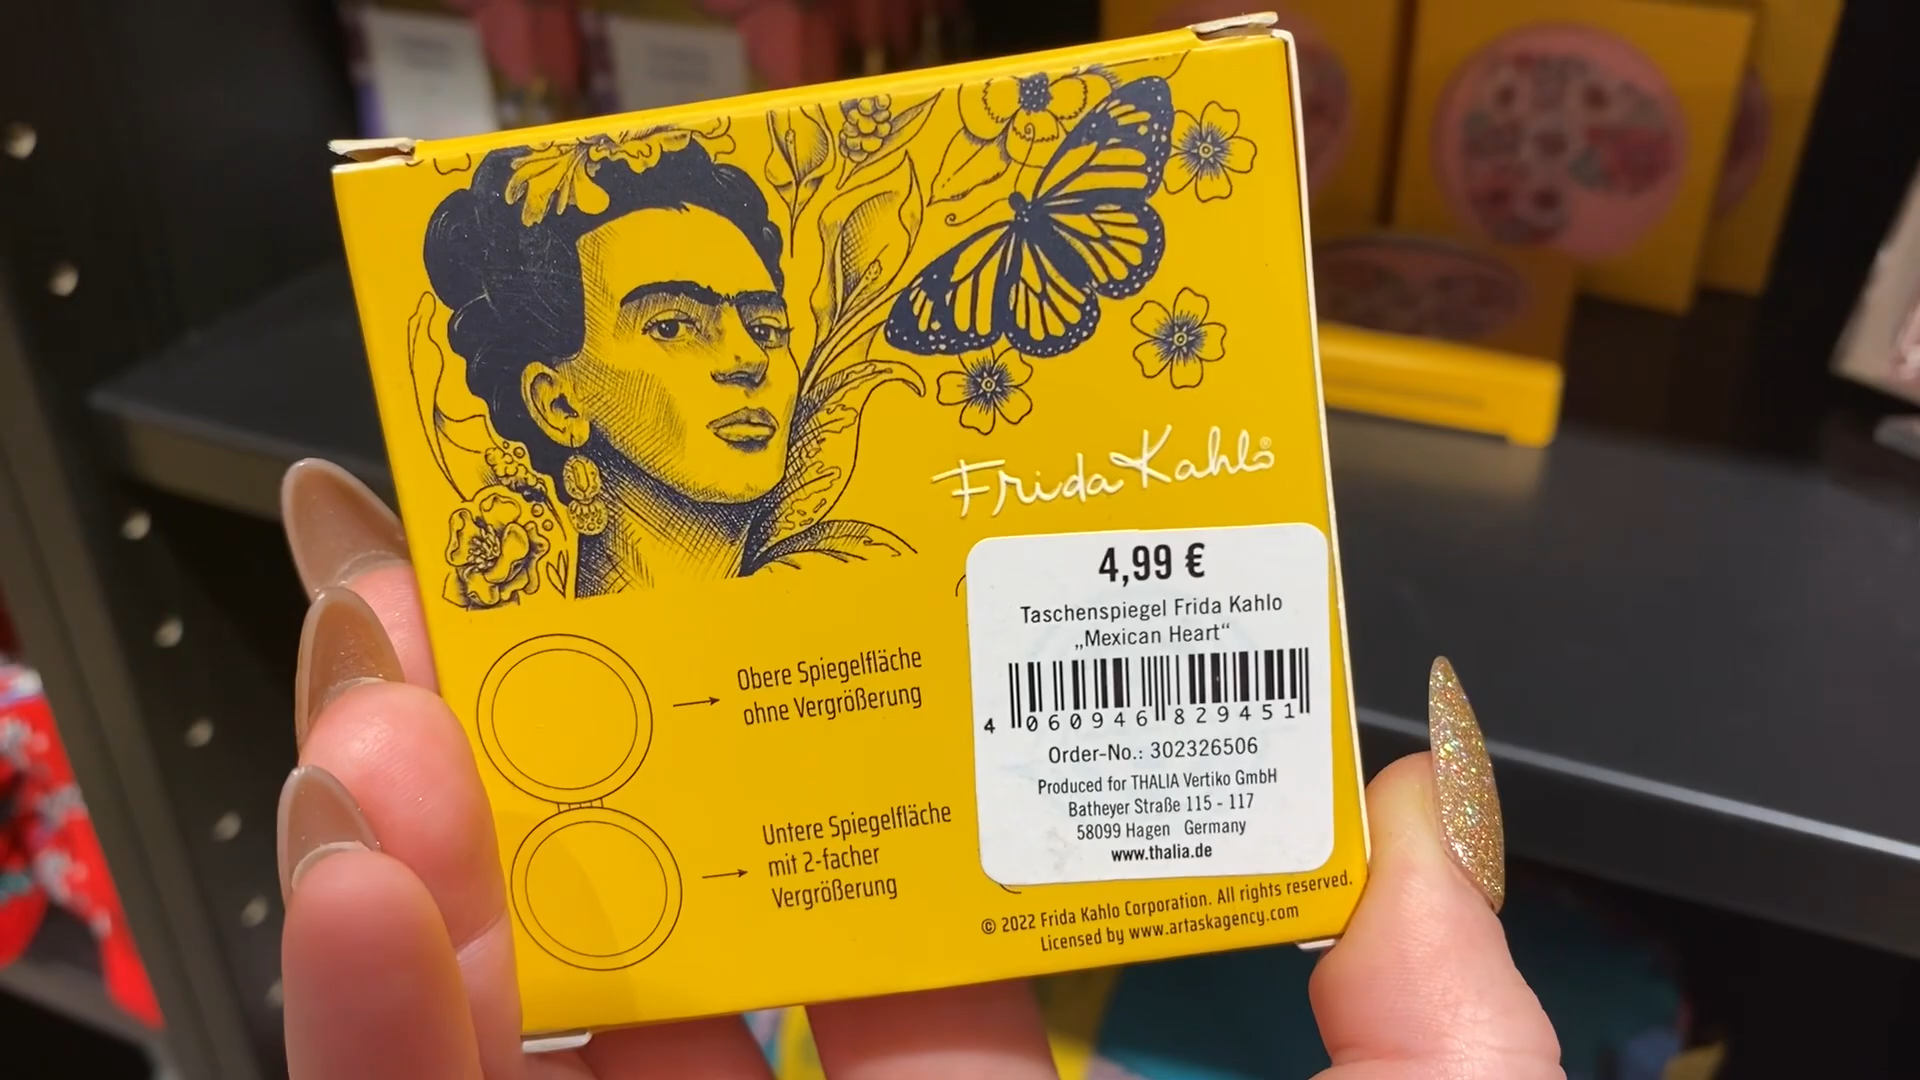 Frida Kahlo®
4,99 €
Taschenspiegel Frida Kahlo
„Mexican Heart“
4 060946 829451
Order-No.: 302326506
Produced for THALIA Vertiko GmbH
Batheyer Straße 115 - 117
58099 Hagen Germany
www.thalia.de
Obere Spiegelfläche
ohne Vergrößerung
Untere Spiegelfläche
mit 2-facher
Vergrößerung
© 2022 Frida Kahlo Corporation. All rights reserved.
Licensed by www.artaskagency.com